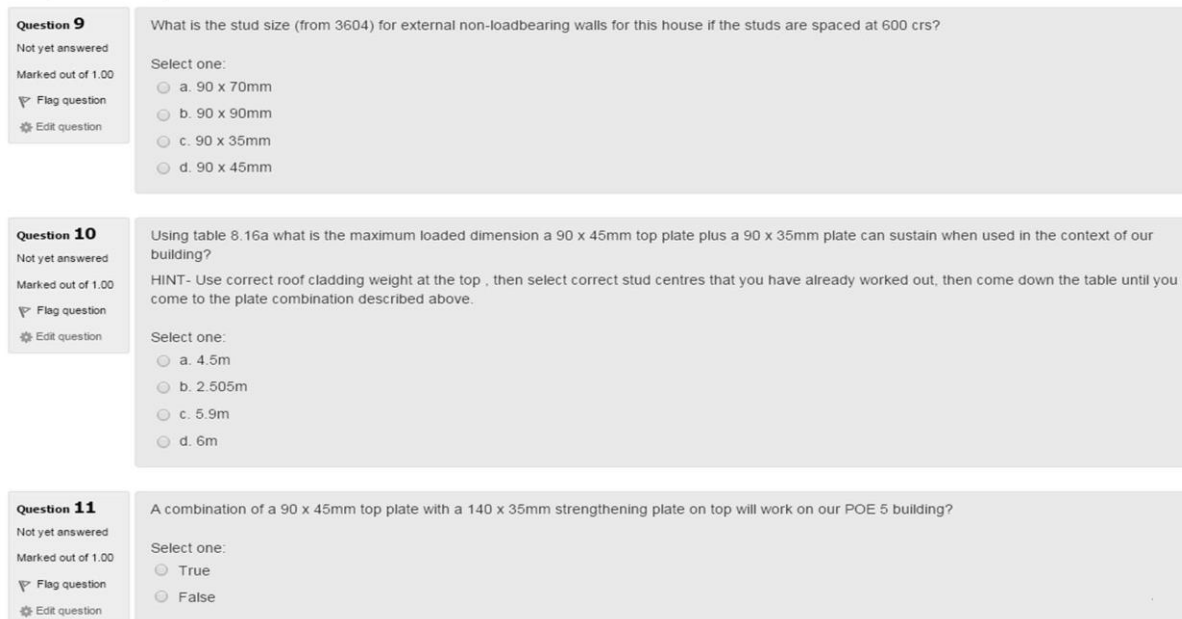 Question 9
Not yet answered
Marked out of 1.00
Flag question
Edit question
What is the stud size (from 3604) for external non-loadbearing walls for this house if the studs are spaced at 600 crs?
Select one:
a. 90 x 70mm
b. 90 x 90mm
c. 90 x 35mm
d. 90 x 45mm
Question 10
Not yet answered
Marked out of 1.00
Flag question
Edit question
Using table 8.16a what is the maximum loaded dimension a 90 x 45mm top plate plus a 90 x 35mm plate can sustain when used in the context of our
building?
HINT- Use correct roof cladding weight at the top , then select correct stud centres that you have already worked out, then come down the table until you
come to the plate combination described above.
Select one:
a. 4.5m
b. 2.505m
c. 5.9m
d. 6m
Question 11
Not yet answered
Marked out of 1.00
Flag question
Edit question
A combination of a 90 x 45mm top plate with a 140 x 35mm strengthening plate on top will work on our POE 5 building?
Select one:
True
False